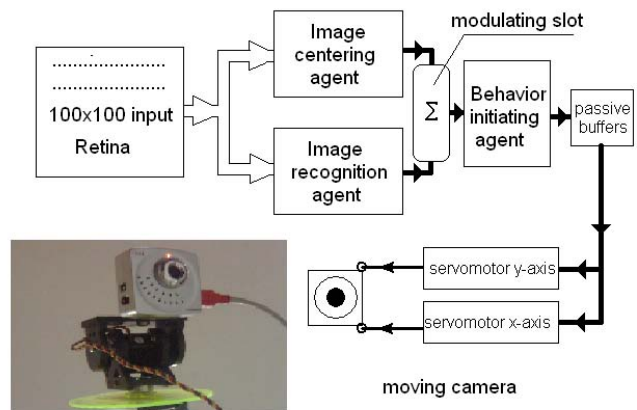 modulating slot
100x100 input
Retina
Image
centering
agent
Image
recognition
agent
Σ
Behavior
initiating
agent
passive
buffers
servomotor y-axis
servomotor x-axis
moving camera